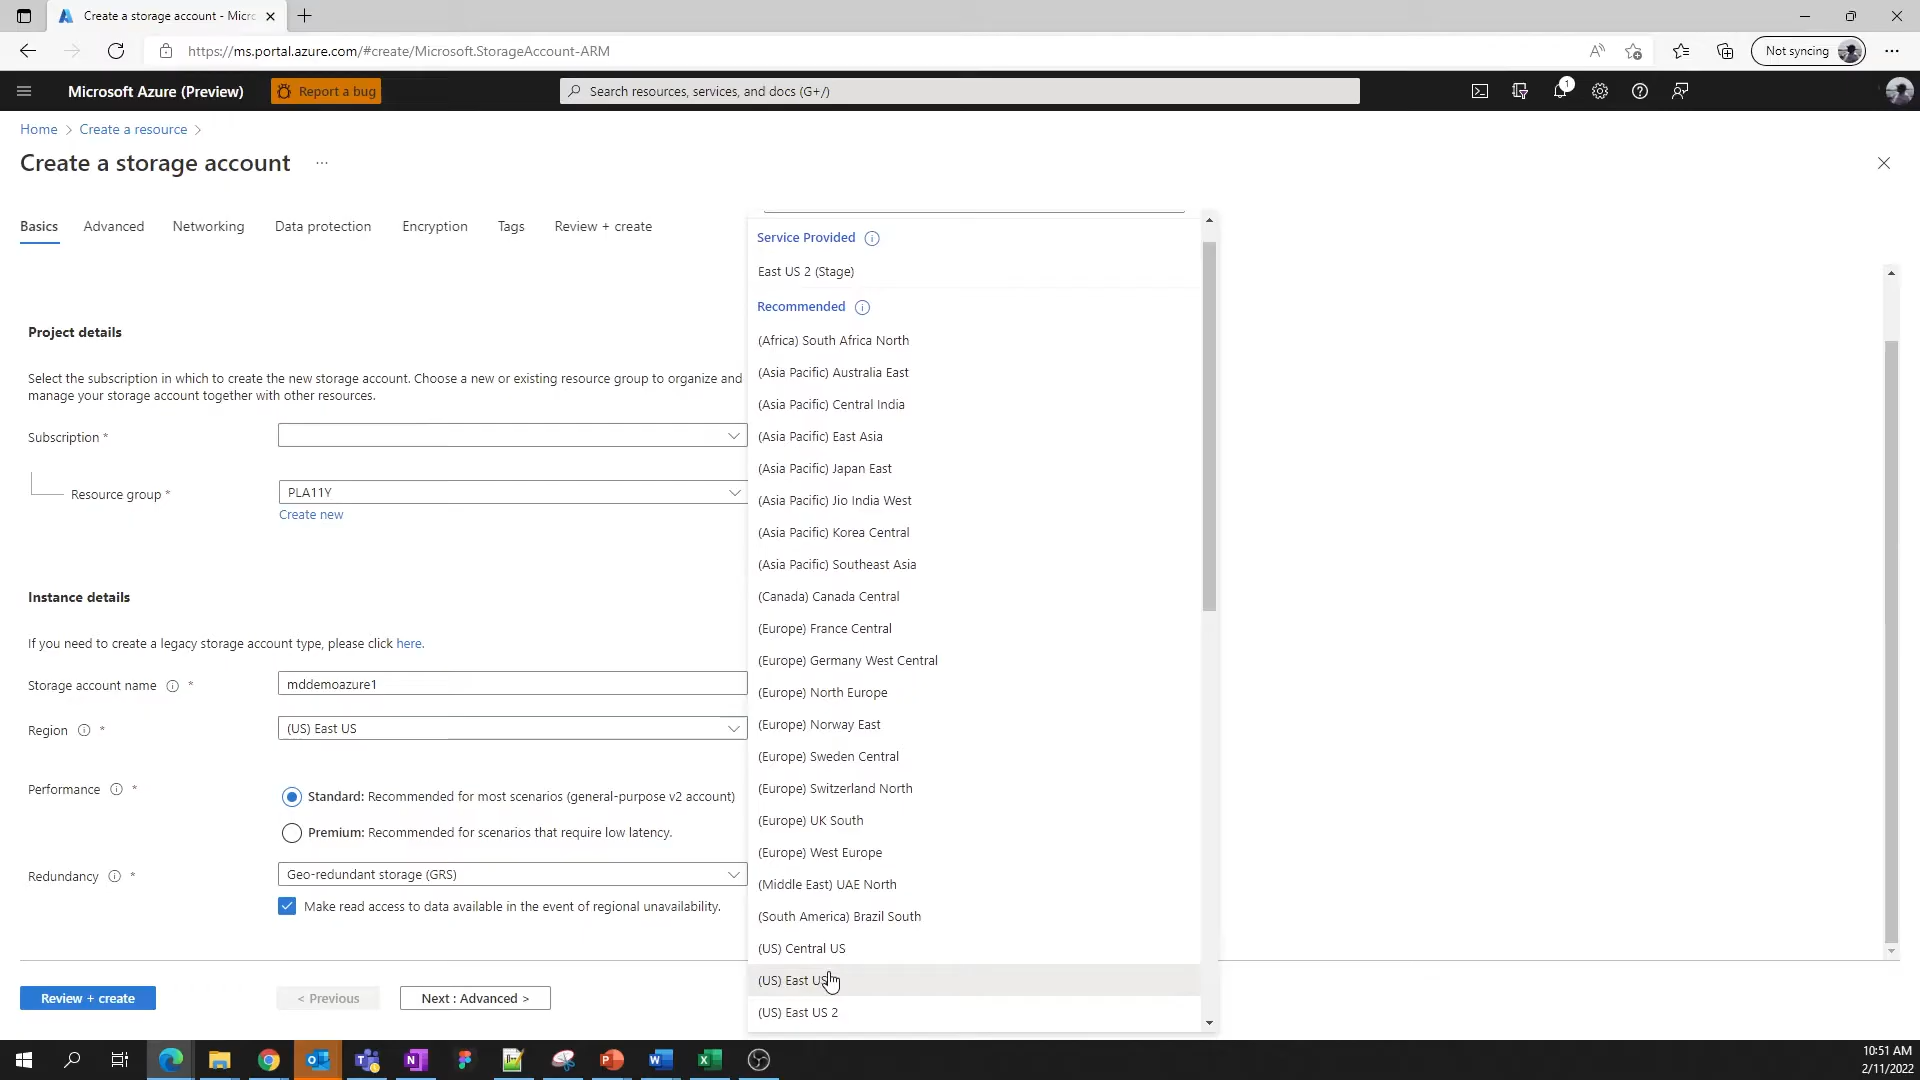 Create a storage account - Micro
https://ms.portal.azure.com/#create/Microsoft.StorageAccount-ARM
Not syncing
Microsoft Azure (Preview)
Report a bug
Search resources, services, and docs (G+/)
1
Home > Create a resource >
Create a storage account ...
Basics
Advanced
Networking
Data protection
Encryption
Tags
Review + create
Project details
Select the subscription in which to create the new storage account. Choose a new or existing resource group to organize and
manage your storage account together with other resources.
Subscription *
Resource group *
PLA11Y
Create new
Instance details
If you need to create a legacy storage account type, please click here.
Storage account name *
mddemoazure1
Region *
(US) East US
Performance *
Standard: Recommended for most scenarios (general-purpose v2 account)
Premium: Recommended for scenarios that require low latency.
Redundancy *
Geo-redundant storage (GRS)
Make read access to data available in the event of regional unavailability.
Review + create
< Previous
Next : Advanced >
Service Provided
East US 2 (Stage)
Recommended
(Africa) South Africa North
(Asia Pacific) Australia East
(Asia Pacific) Central India
(Asia Pacific) East Asia
(Asia Pacific) Japan East
(Asia Pacific) Jio India West
(Asia Pacific) Korea Central
(Asia Pacific) Southeast Asia
(Canada) Canada Central
(Europe) France Central
(Europe) Germany West Central
(Europe) North Europe
(Europe) Norway East
(Europe) Sweden Central
(Europe) Switzerland North
(Europe) UK South
(Europe) West Europe
(Middle East) UAE North
(South America) Brazil South
(US) Central US
(US) East US
(US) East US 2
10:51 AM
2/11/2022